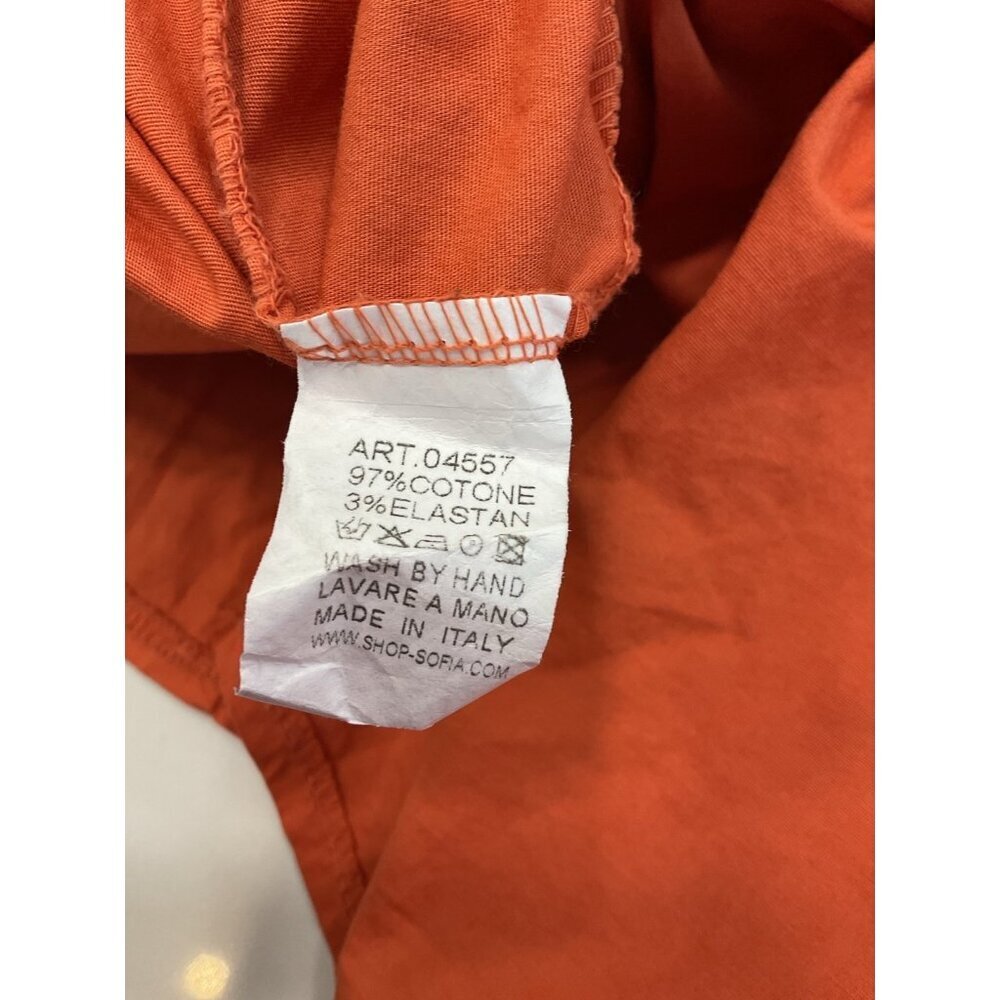 ART.04557
97%COTONE
3%ELASTAN
WASH BY HAND
LAVARE A MANO
MADE IN ITALY
WWW.SHOP-SOFIA.COM